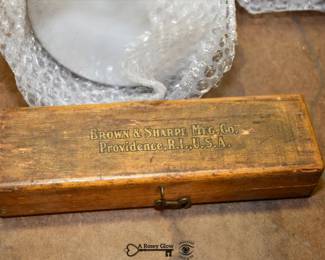 BROWN & SHARPE MFG. CO.
Providence, R.I., U.S.A.
A Rosey Glow